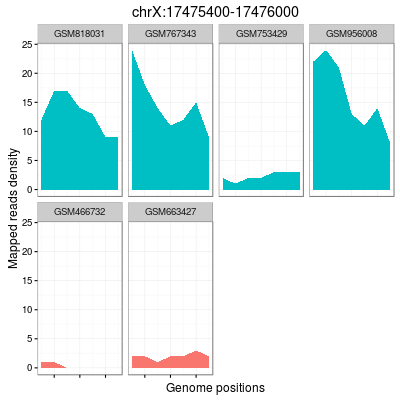 chrX:17475400-17476000
GSM818031 GSM767343 GSM753429 GSM956008
25
20
15
10
5
0
GSM466732 GSM663427
25
20
15
10
5
0
Mapped reads density
Genome positions